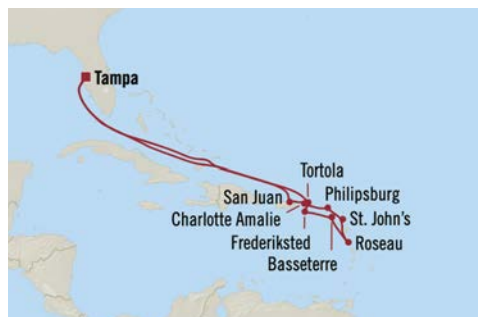 Tampa
Tortola
San Juan
Philipsburg
Charlotte Amalie
St. John's
Frederiksted
Roseau
Basseterre